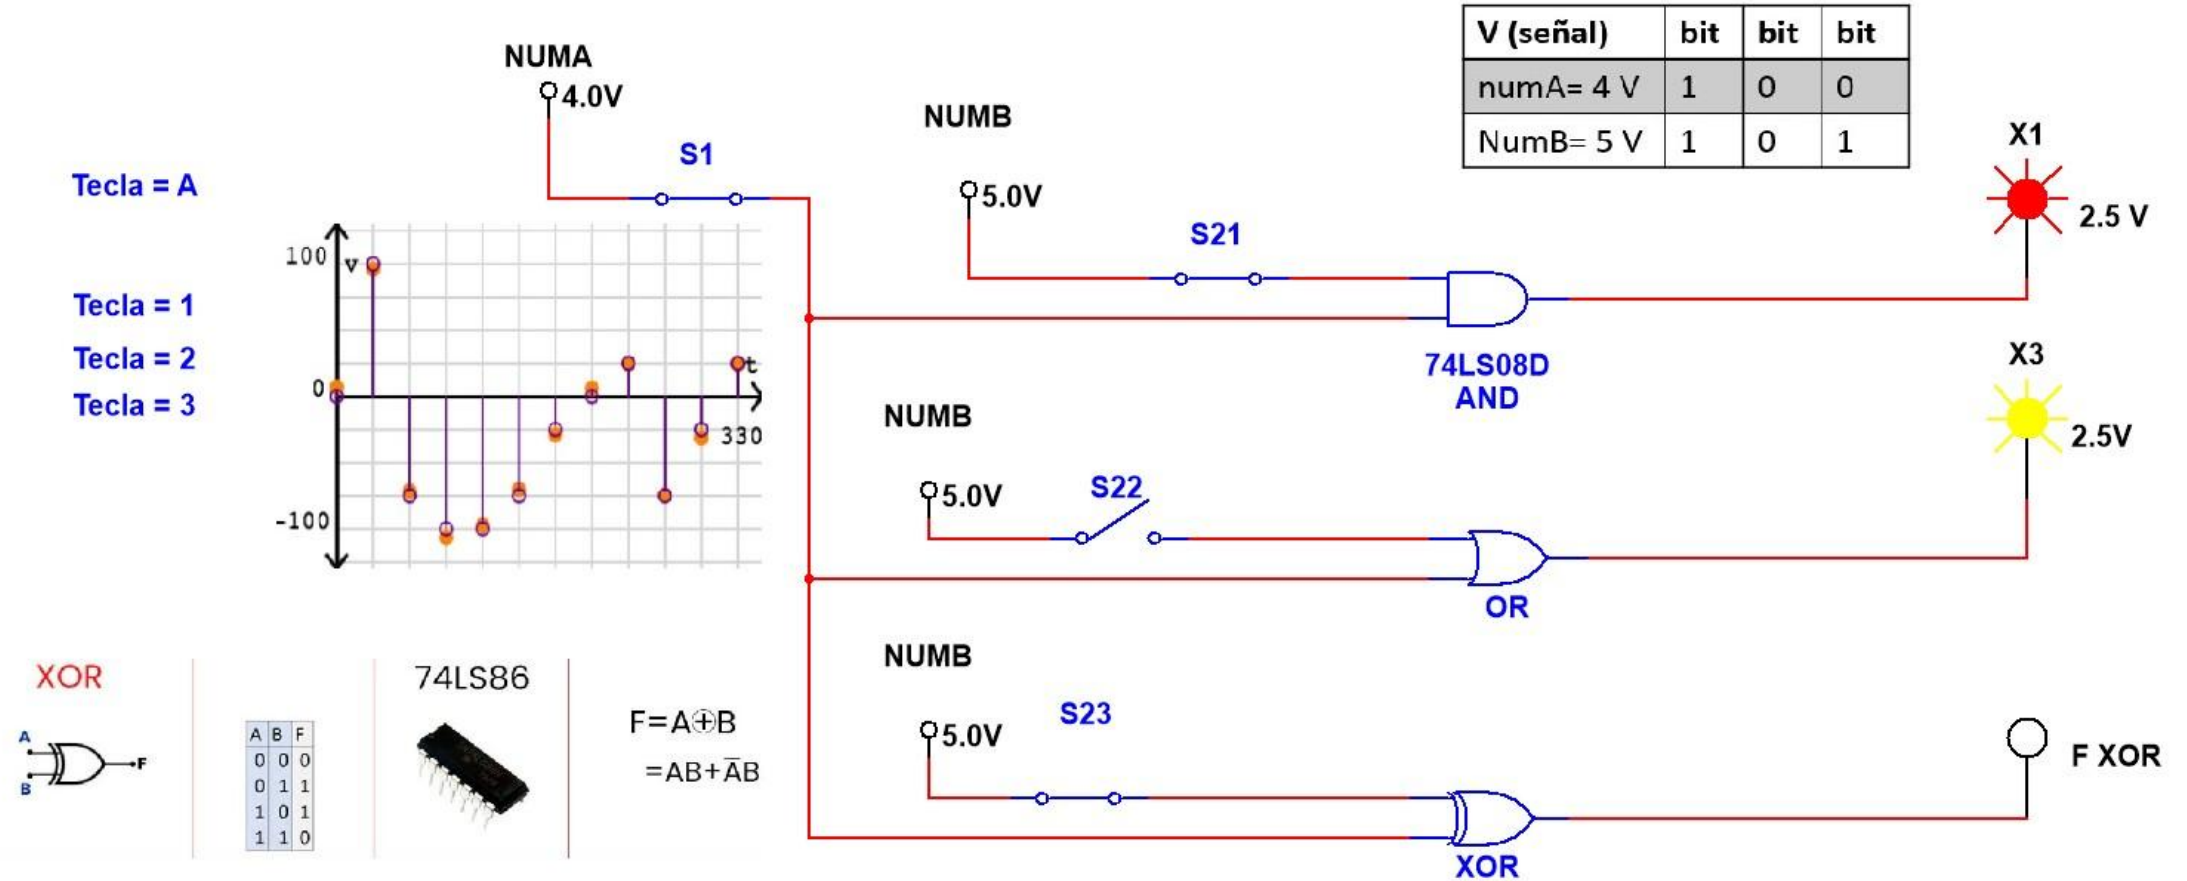 NUMA
4.0V
S1
Tecla = A
Tecla = 1
Tecla = 2
Tecla = 3
100
v
0
-100
t
330
NUMB
5.0V
S21
74LS08D
AND
V (señal) bit bit bit
numA= 4 V 1 0 0
NumB= 5 V 1 0 1
X1
2.5 V
X3
2.5V
NUMB
5.0V
S22
OR
NUMB
5.0V
S23
XOR
F XOR
XOR
A
B
F
A B F
0 0 0
0 1 1
1 0 1
1 1 0
74LS86
F=A⊕B
=AB+A̅B